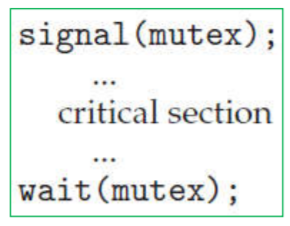 signal(mutex);
...
critical section
...
wait(mutex);